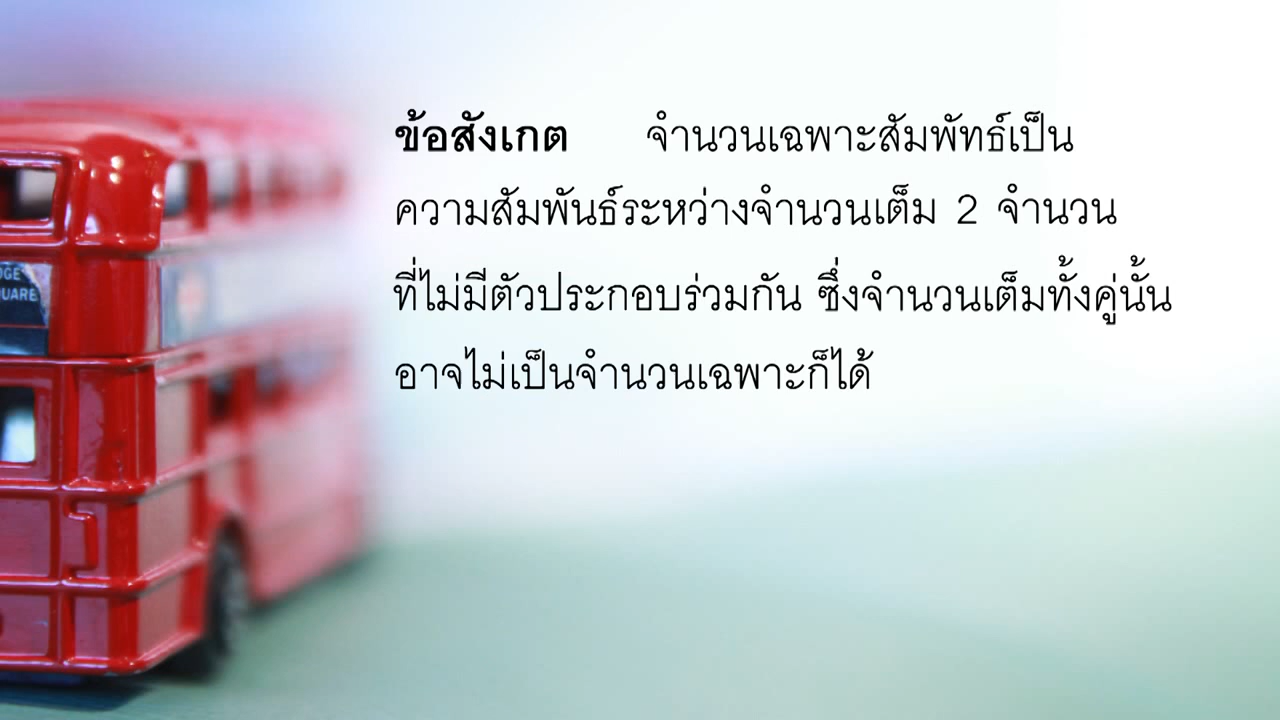 ข้อสังเกต จำนวนเฉพาะสัมพัทธ์เป็น
ความสัมพันธ์ระหว่างจำนวนเต็ม 2 จำนวน
ที่ไม่มีตัวประกอบร่วมกัน ซึ่งจำนวนเต็มทั้งคู่นั้น
อาจไม่เป็นจำนวนเฉพาะก็ได้